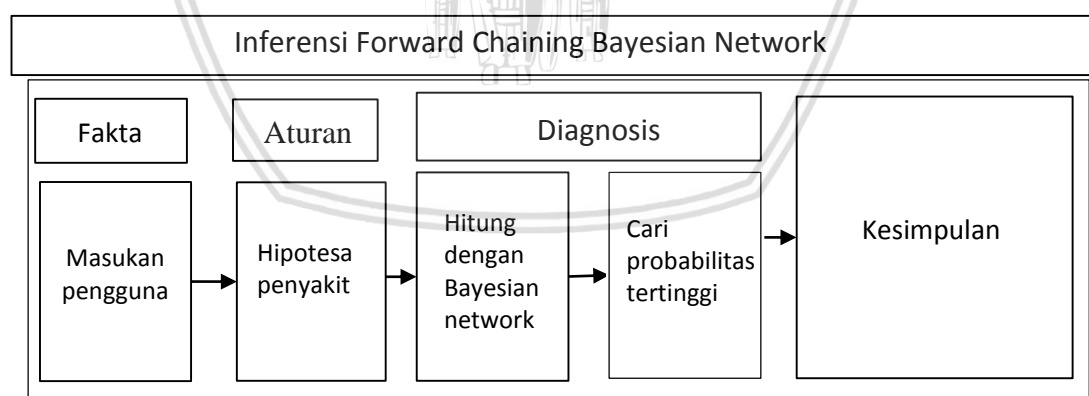 Inferensi Forward Chaining Bayesian Network
Fakta
Aturan
Diagnosis
Masukan
pengguna
Hipotesa
penyakit
Hitung
dengan
Bayesian
network
Cari
probabilitas
tertinggi
Kesimpulan